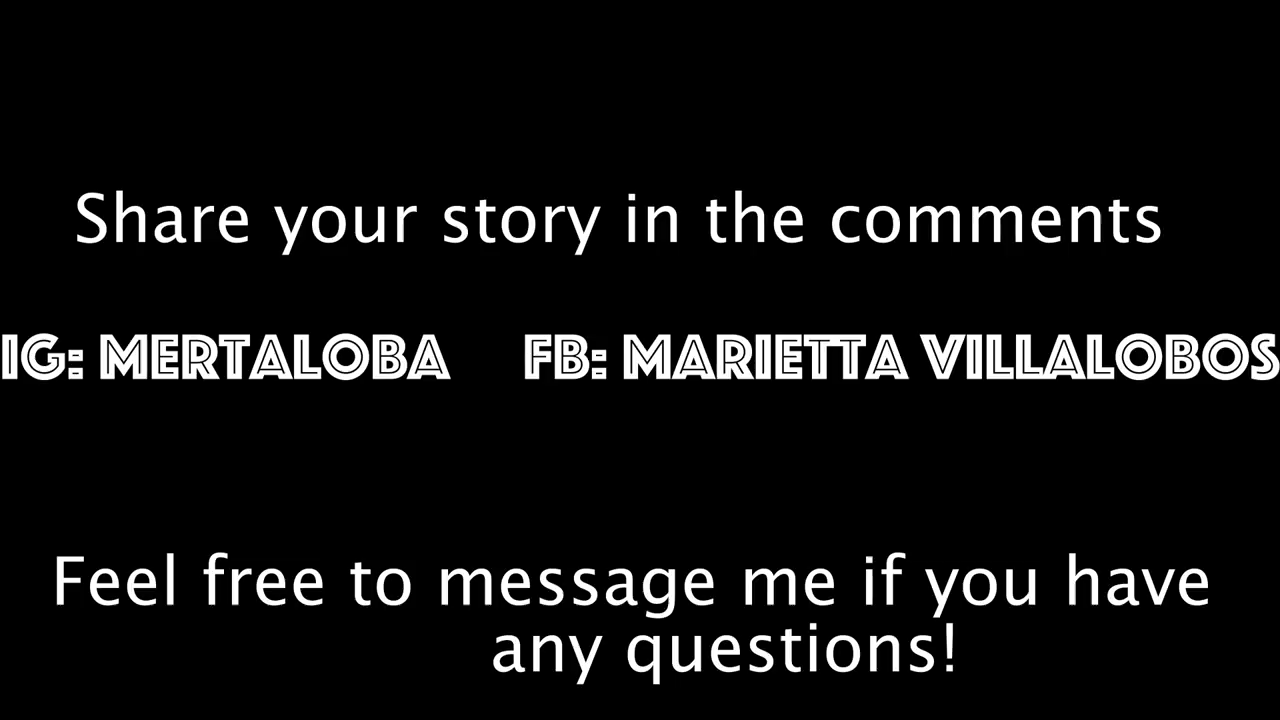 Share your story in the comments
IG: MERTALOBA FB: MARIETTA VILLALOBOS
Feel free to message me if you have
any questions!